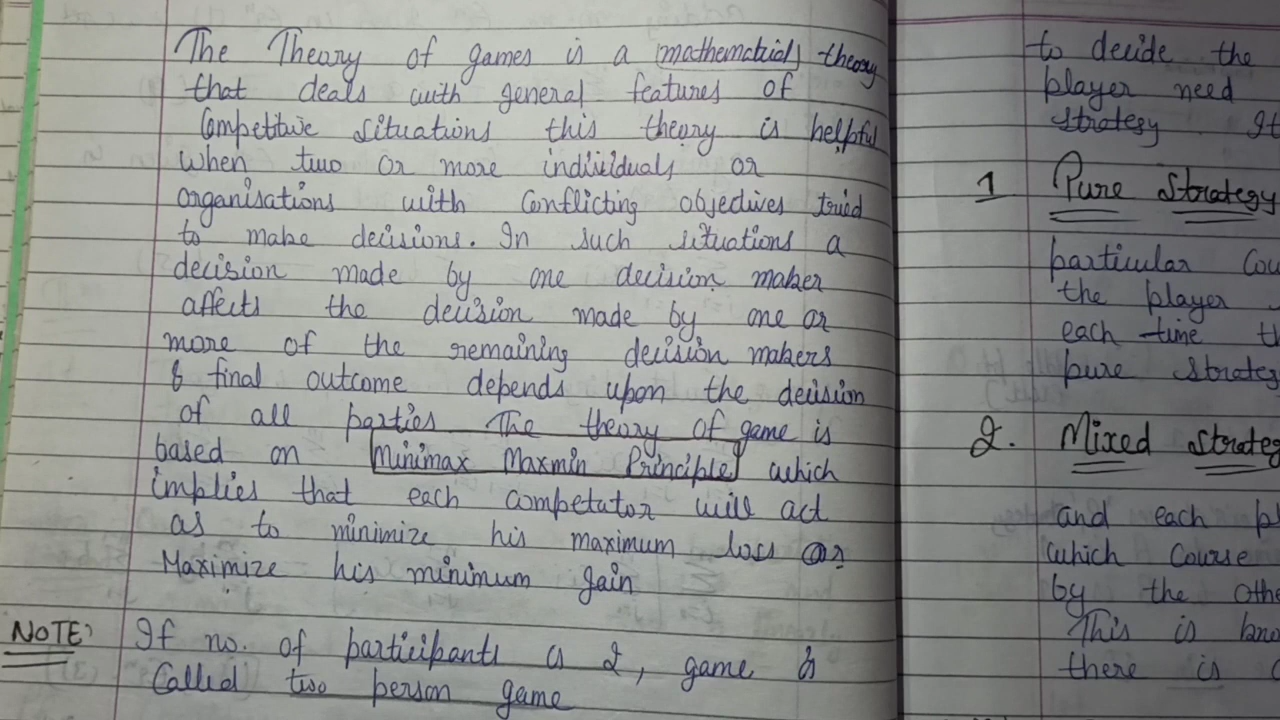 The Theory of games is a mathematical theory
that deals with general features of
Competitive situations this theory is helpful
when two or more individuals or
organisations with Conflicting objectives tried
to make decisions. In such situations a
decision made by one decision maker
affects the decision made by one or
more of the remaining decision makers
& final outcome depends upon the decision
of all parties The theory of game is
based on Minimax Maxmin Principle which
implies that each competator will act
as to minimize his maximum loss or
Maximize his minimum gain
NOTE: If no. of participants is 2, game is
Called two person game
to decide the
player need
strategy It
1 Pure Strategy
particular
the player
each time
pure
2. Mixed
and each
which Course
by the
This is
there is